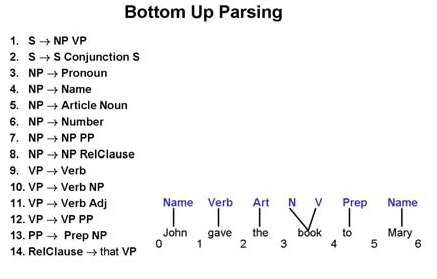 Bottom Up Parsing
1. S → NP VP
2. S → S Conjunction S
3. NP → Pronoun
4. NP → Name
5. NP → Article Noun
6. NP → Number
7. NP → NP PP
8. NP → NP RelClause
9. VP → Verb
10. VP → Verb NP
11. VP → Verb Adj
12. VP → VP PP
13. PP → Prep NP
14. RelClause → that VP
Name Verb Art N V Prep Name
John gave the book to Mary
0 1 2 3 4 5 6